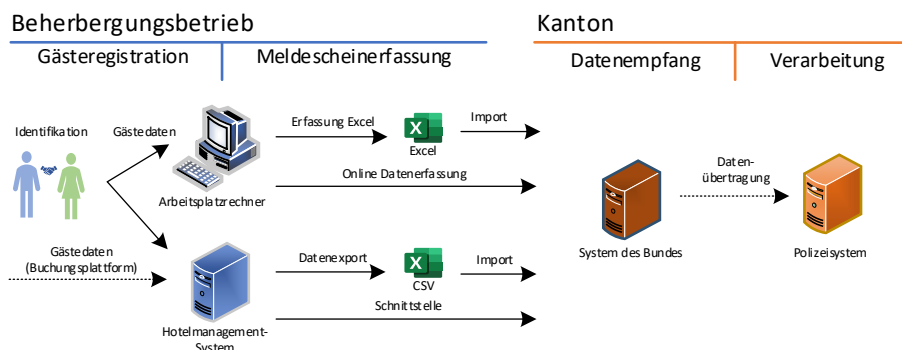 Beherbergungsbetrieb
Kanton
Gästeregistration
Meldescheinerfassung
Datenempfang
Verarbeitung
Identifikation
Gästedaten
Erfassung Excel
Excel
Import
Arbeitsplatzrechner
Online Datenerfassung
Daten-
übertragung
System des Bundes
Polizeisystem
Gästedaten
(Buchungsplattform)
Datenexport
CSV
Import
Schnittstelle
Hotelmanagement-
System